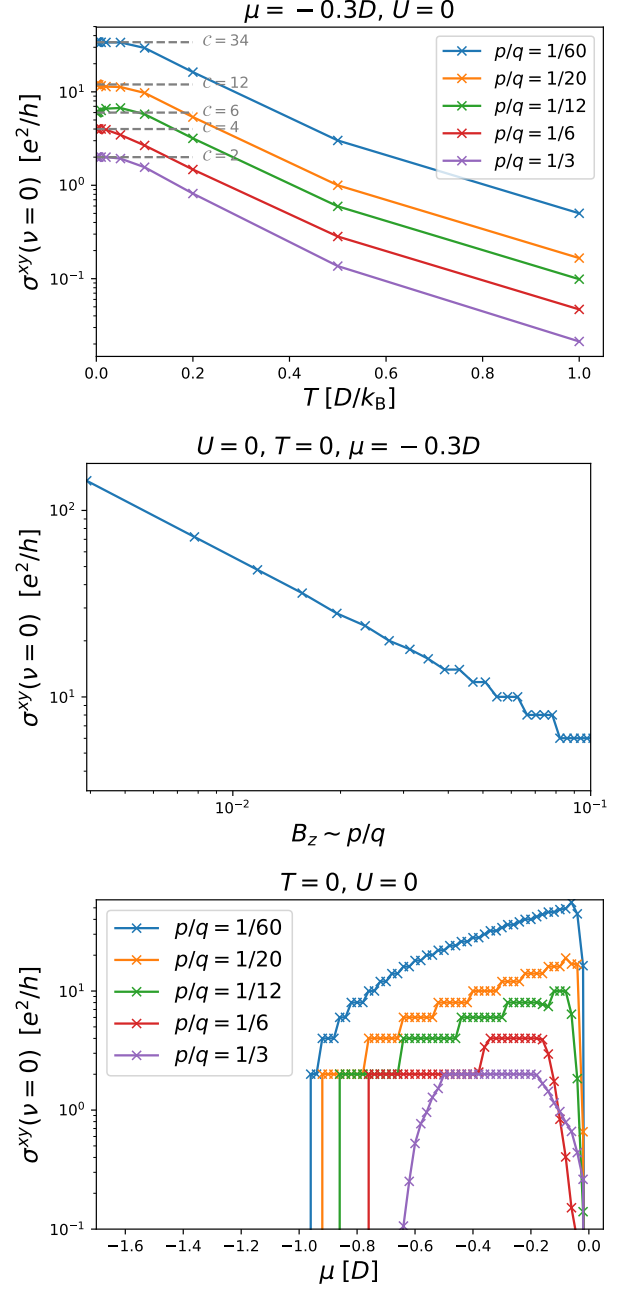 μ = −0.3D, U = 0
σ^xy(ν = 0) [e²/h]
10¹
10⁰
10⁻¹
C = 34
C = 12
C = 6
C = 4
C = 2
p/q = 1/60
p/q = 1/20
p/q = 1/12
p/q = 1/6
p/q = 1/3
0.0 0.2 0.4 0.6 0.8 1.0
T [D/k_B]
U = 0, T = 0, μ = −0.3D
σ^xy(ν = 0) [e²/h]
10²
10¹
10⁻² 10⁻¹
B_z ∼ p/q
T = 0, U = 0
σ^xy(ν = 0) [e²/h]
10¹
10⁰
10⁻¹
p/q = 1/60
p/q = 1/20
p/q = 1/12
p/q = 1/6
p/q = 1/3
−1.6 −1.4 −1.2 −1.0 −0.8 −0.6 −0.4 −0.2 0.0
μ [D]